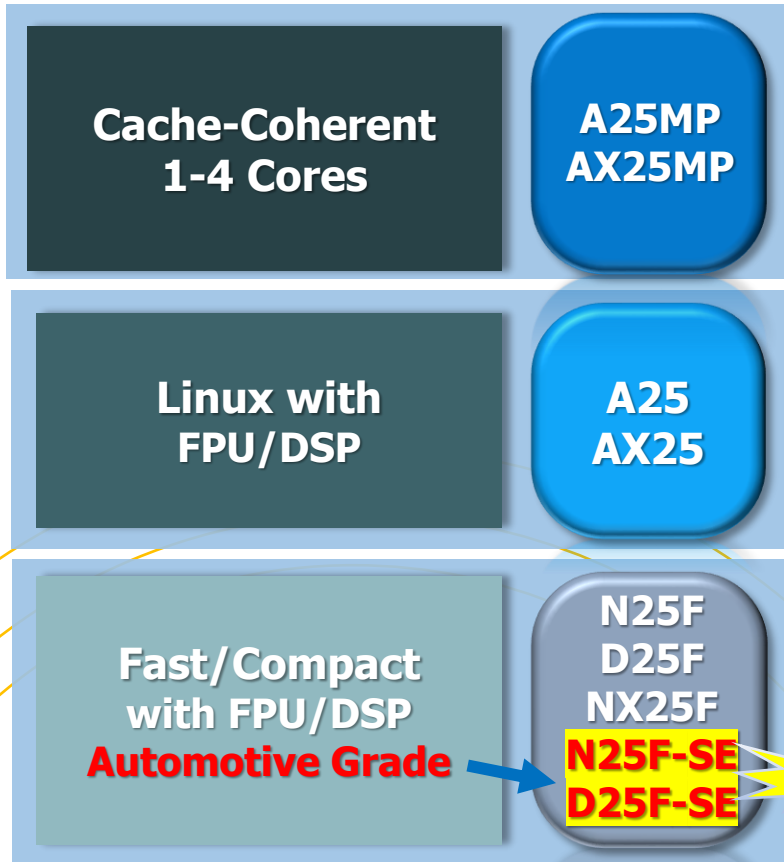 Cache-Coherent
1-4 Cores
A25MP
AX25MP
Linux with
FPU/DSP
A25
AX25
Fast/Compact
with FPU/DSP
Automotive Grade
N25F
D25F
NX25F
N25F-SE
D25F-SE